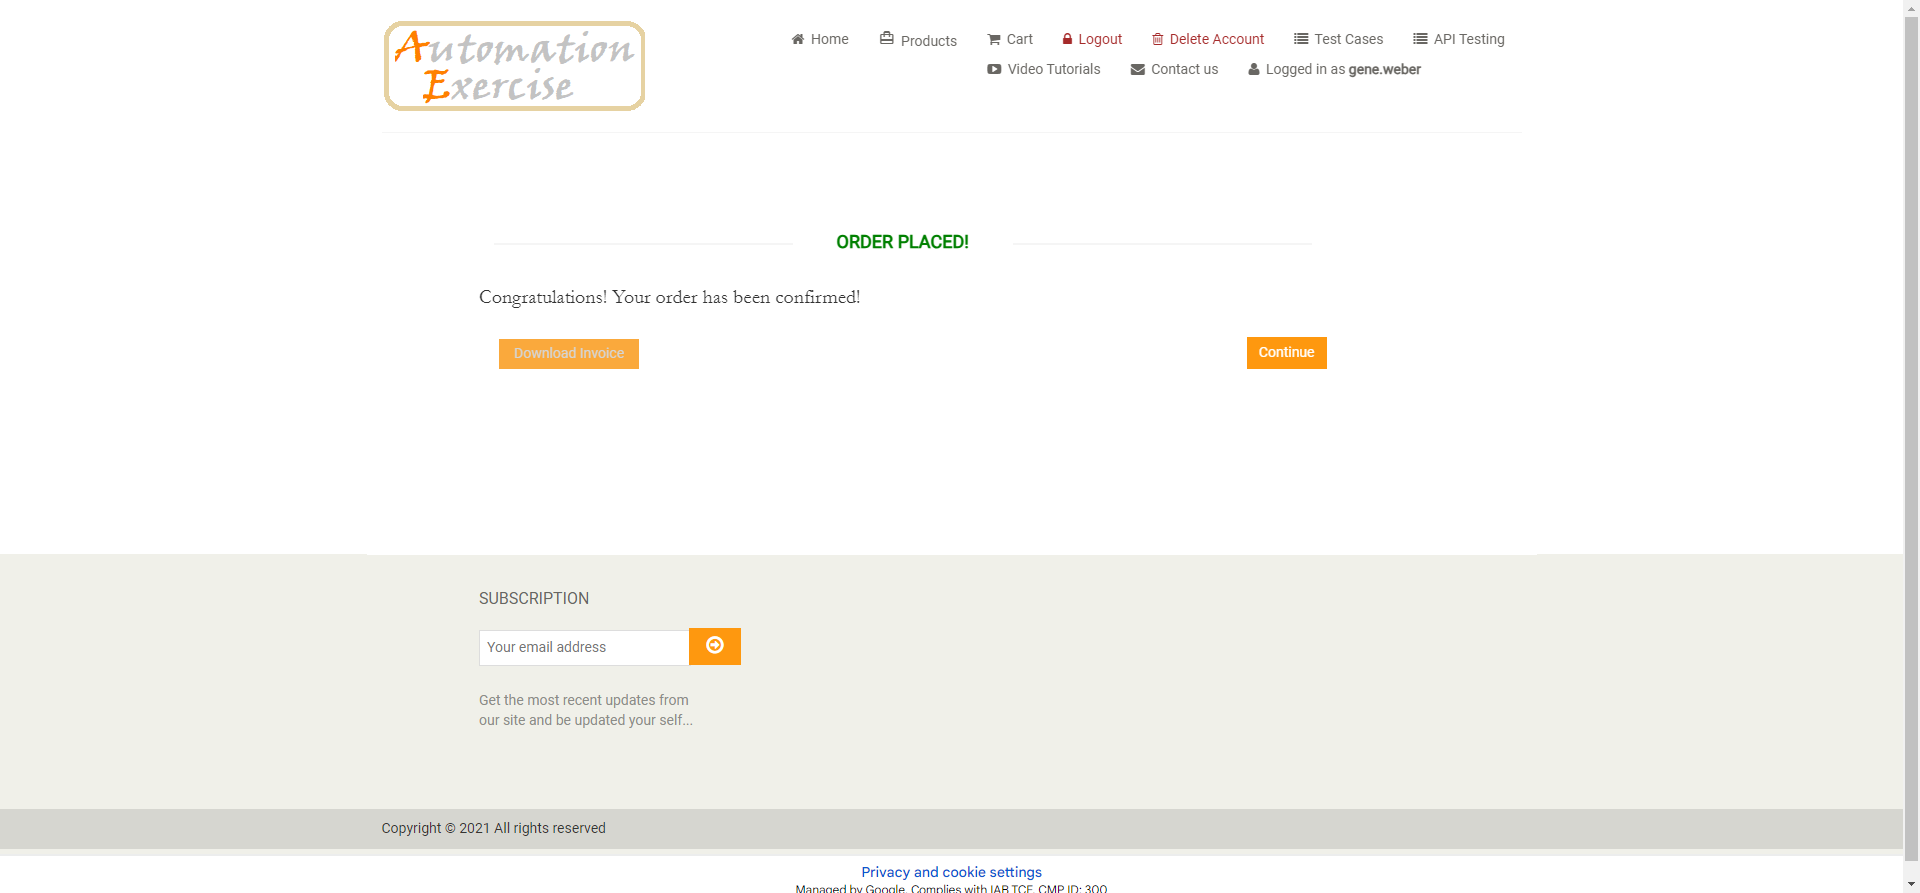 Automation
Exercise
Home
Products
Cart
Logout
Delete Account
Test Cases
API Testing
Video Tutorials
Contact us
Logged in as gene.weber
ORDER PLACED!
Congratulations! Your order has been confirmed!
Download Invoice
Continue
SUBSCRIPTION
Your email address
Get the most recent updates from
our site and be updated your self...
Copyright © 2021 All rights reserved
Privacy and cookie settings
Managed by Google. Complies with IAB TCF. CMP ID: 300